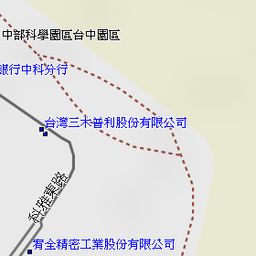 中部科學園區台中園區
銀行中科分行
台灣三木普利股份有限公司
科雅東路
宥全精密工業股份有限公司